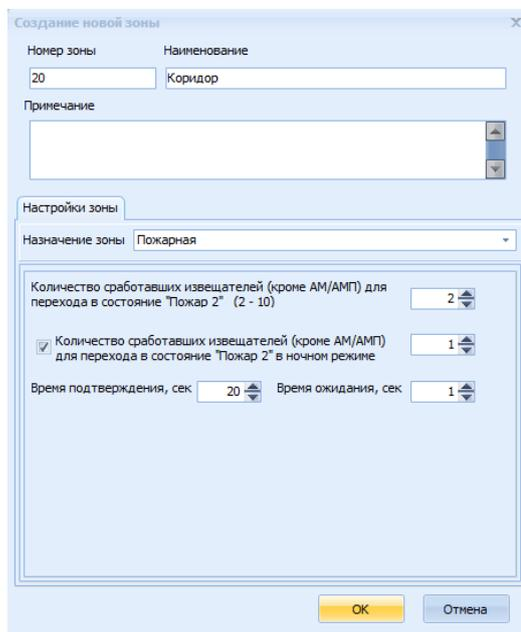 Создание новой зоны
Номер зоны Наименование
20 Коридор
Примечание
Настройки зоны
Назначение зоны Пожарная
Количество сработавших извещателей (кроме АМ/АМП) для
перехода в состояние "Пожар 2" (2 - 10) 2
Количество сработавших извещателей (кроме АМ/АМП)
для перехода в состояние "Пожар 2" в ночном режиме 1
Время подтверждения, сек 20 Время ожидания, сек 1
OK Отмена